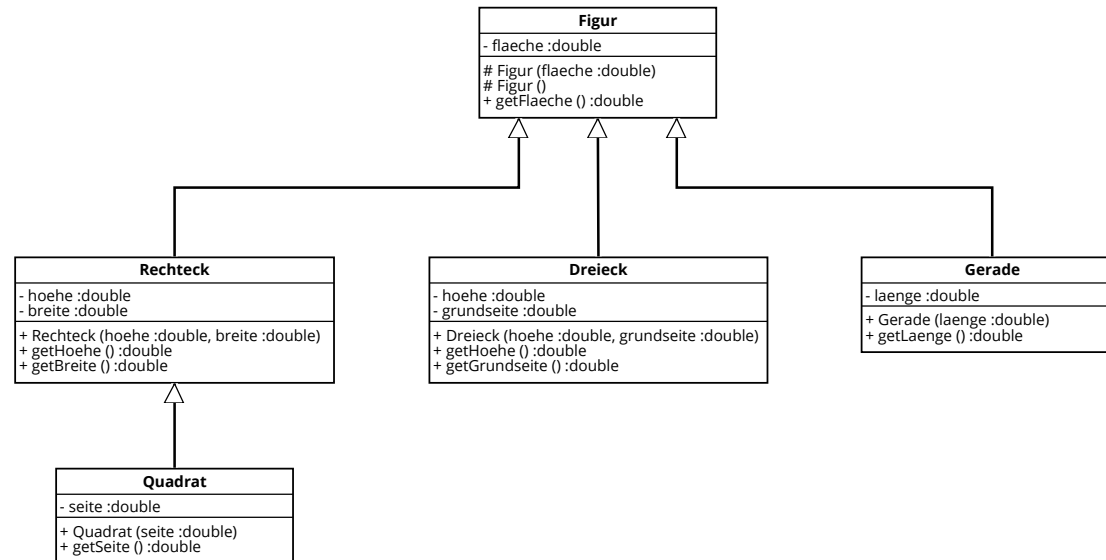 Figur
- flaeche :double
# Figur (flaeche :double)
# Figur ()
+ getFlaeche () :double
Rechteck
- hoehe :double
- breite :double
+ Rechteck (hoehe :double, breite :double)
+ getHoehe () :double
+ getBreite () :double
Dreieck
- hoehe :double
- grundseite :double
+ Dreieck (hoehe :double, grundseite :double)
+ getHoehe () :double
+ getGrundseite () :double
Gerade
- laenge :double
+ Gerade (laenge :double)
+ getLaenge () :double
Quadrat
- seite :double
+ Quadrat (seite :double)
+ getSeite () :double